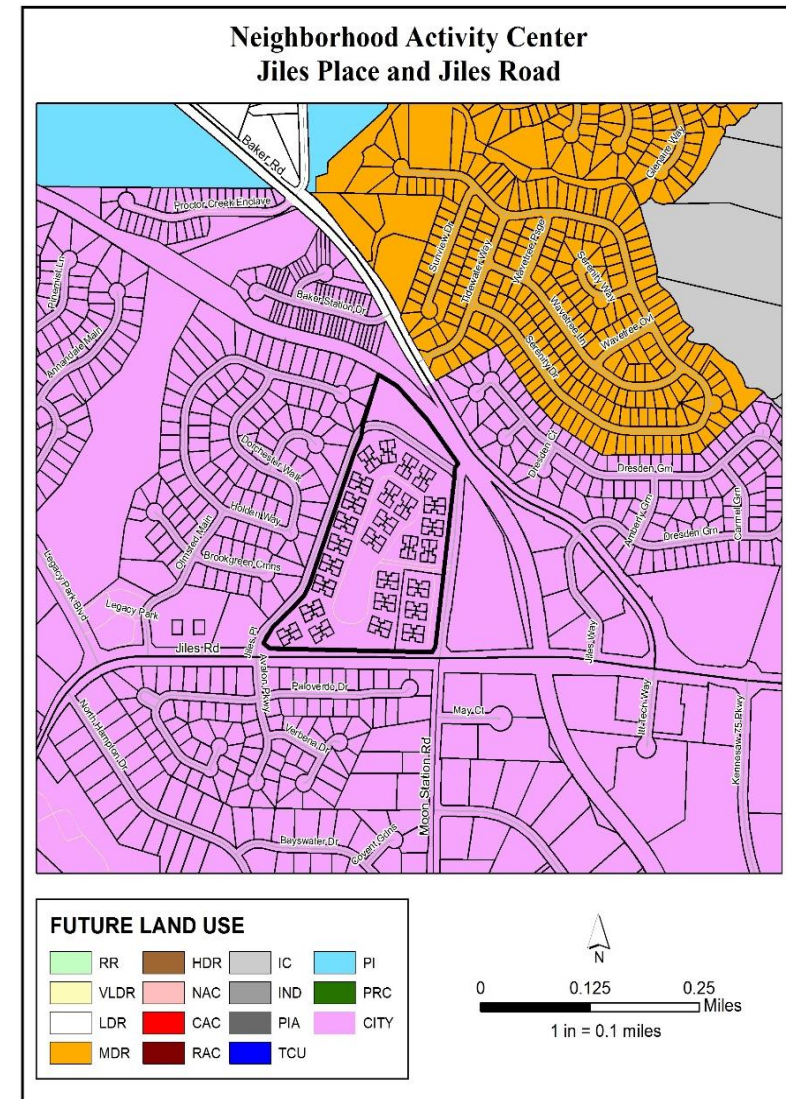 Neighborhood Activity Center
Jiles Place and Jiles Road
Baker Rd
Glenaire Way
Proctor Creek Enclave
Sunview Dr
Tidewater Way
Wavetree Psge
Serenity Way
Pinemist Ln
Baker Station Dr
Wavetree Ln
Wavetree Ovl
Annandale Main
Serenity Dr
Dorchester Walk
Dresden Ct
Dresden Grn
Holden Way
Amberly Grn
Carmel Grn
Dresden Grn
Olmsted Main
Brookgreen Cmns
Legacy Park Blvd
Legacy Park
Jiles Pl
Jiles Rd
Jiles Way
Avalon Pkwy
Paloverde Dr
May Ct
Verbena Dr
North Hampton Dr
Moon Station Rd
Kennesaw 75 Pkwy
Bayswater Dr
Covent Gdns
FUTURE LAND USE
RR HDR IC PI
VLDR NAC IND PRC
LDR CAC PIA CITY
MDR RAC TCU
N
0 0.125 0.25
Miles
1 in = 0.1 miles